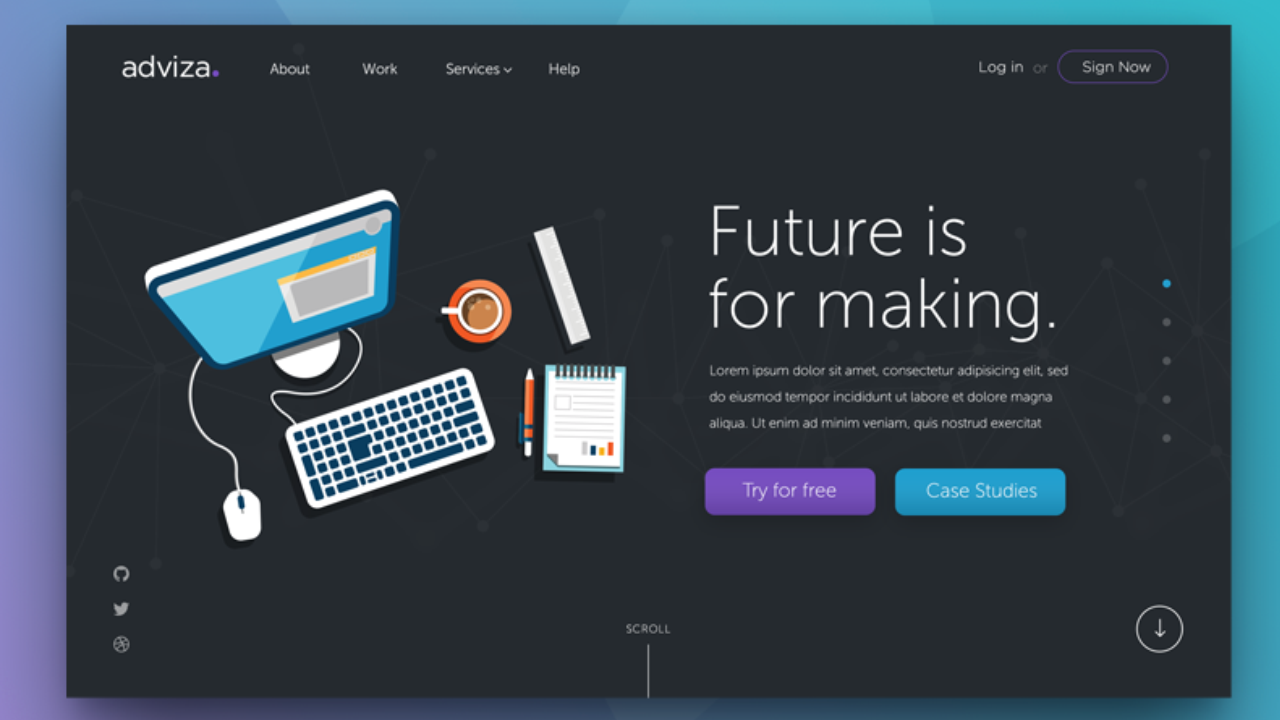 adviza.
About
Work
Services
Help
Log in or
Sign Now
Future is
for making.
Lorem ipsum dolor sit amet, consectetur adipisicing elit, sed
do eiusmod tempor incididunt ut labore et dolore magna
aliqua. Ut enim ad minim veniam, quis nostrud exercitat
Try for free
Case Studies
SCROLL